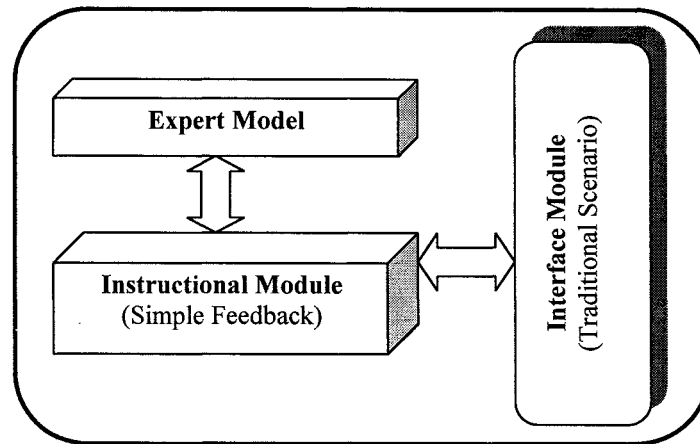 Expert Model
Instructional Module
(Simple Feedback)
Interface Module
(Traditional Scenario)